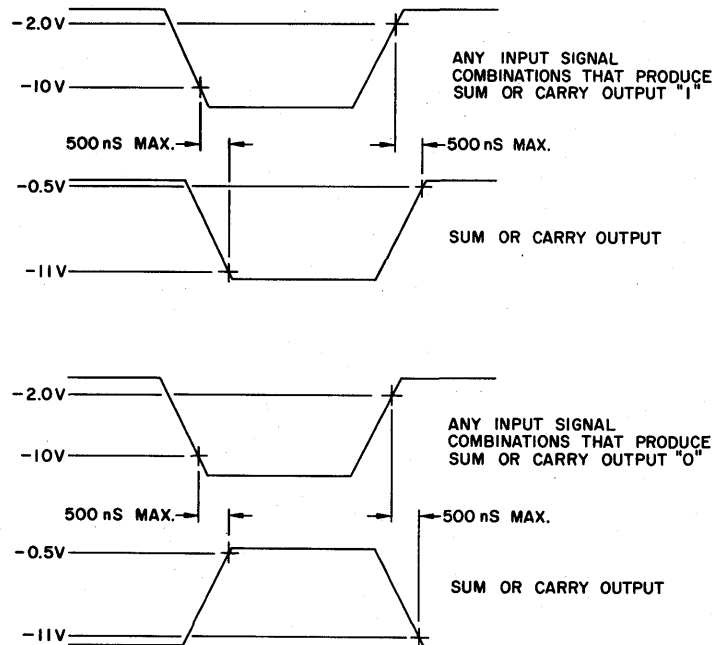 -2.0V
ANY INPUT SIGNAL
COMBINATIONS THAT PRODUCE
SUM OR CARRY OUTPUT "1"
-10V
500 nS MAX.
500 nS MAX.
-0.5V
SUM OR CARRY OUTPUT
-11V
-2.0V
ANY INPUT SIGNAL
COMBINATIONS THAT PRODUCE
SUM OR CARRY OUTPUT "0"
-10V
500 nS MAX.
500 nS MAX.
-0.5V
SUM OR CARRY OUTPUT
-11V